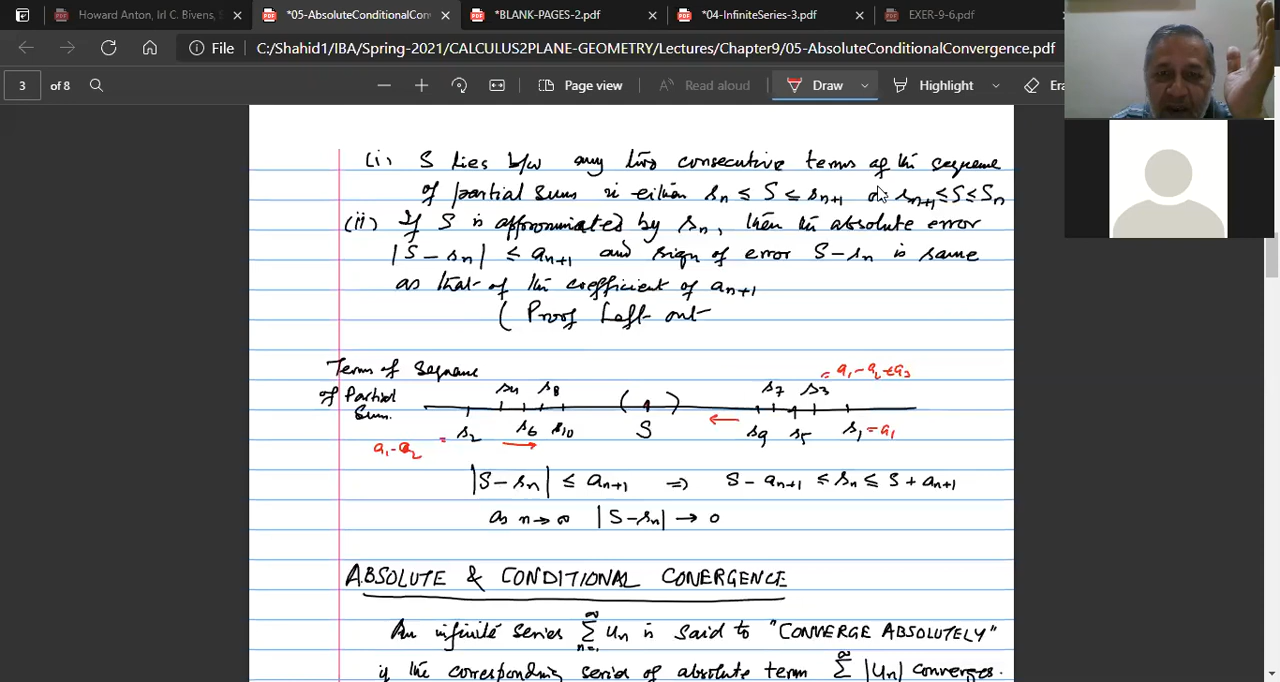 Howard Anton, Irl C. Bivens, S
*05-AbsoluteConditionalCon
*BLANK-PAGES-2.pdf
*04-InfiniteSeries-3.pdf
EXER-9-6.pdf
File C:/Shahid1/IBA/Spring-2021/CALCULUS2PLANE-GEOMETRY/Lectures/Chapter9/05-AbsoluteConditionalConvergence.pdf
3 of 8 Page view Read aloud Draw Highlight Era
(i) S lies b/w any two consecutive terms of the sequence
of partial sum ie either sn ≤ S ≤ sn+1 or sn+1 ≤ S ≤ Sn
(ii) If S is approximated by sn, then the absolute error
|S - sn| ≤ an+1 and sign of error S - sn is same
as that of the coefficient of an+1
( Proof Left out
Terms of Sequence
of Partial
Sum.
= a1 - a2 + a3
s4 s8 s7 s3
s2 s6 s10 S s9 s5 s1 = a1
a1 - a2 =
|S - sn| ≤ an+1 ⇒ S - an+1 ≤ sn ≤ S + an+1
as n → ∞ |S - sn| → 0
ABSOLUTE & CONDITIONAL CONERGENCE
An infinite series ∞ Σ n=1 un is said to "CONVERGE ABSOLUTELY"
if the corresponding series of absolute term ∞ Σ |un| converges.